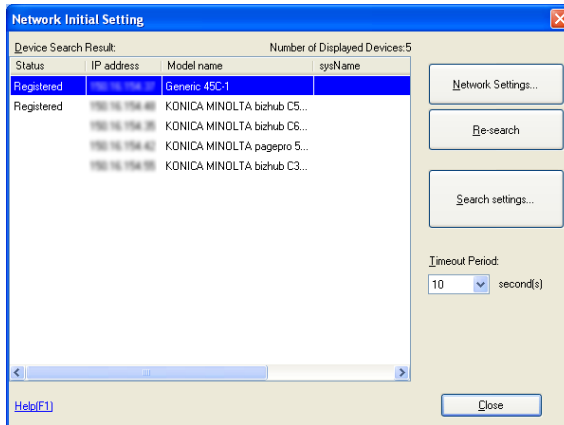 Network Initial Setting
Device Search Result: Number of Displayed Devices:5
Status IP address Model name sysName
Registered Generic 45C-1
Registered KONICA MINOLTA bizhub C5...
KONICA MINOLTA bizhub C6...
KONICA MINOLTA pagepro 5...
KONICA MINOLTA bizhub C3...
Network Settings...
Re-search
Search settings...
Timeout Period:
10 second(s)
Help(F1)
Close